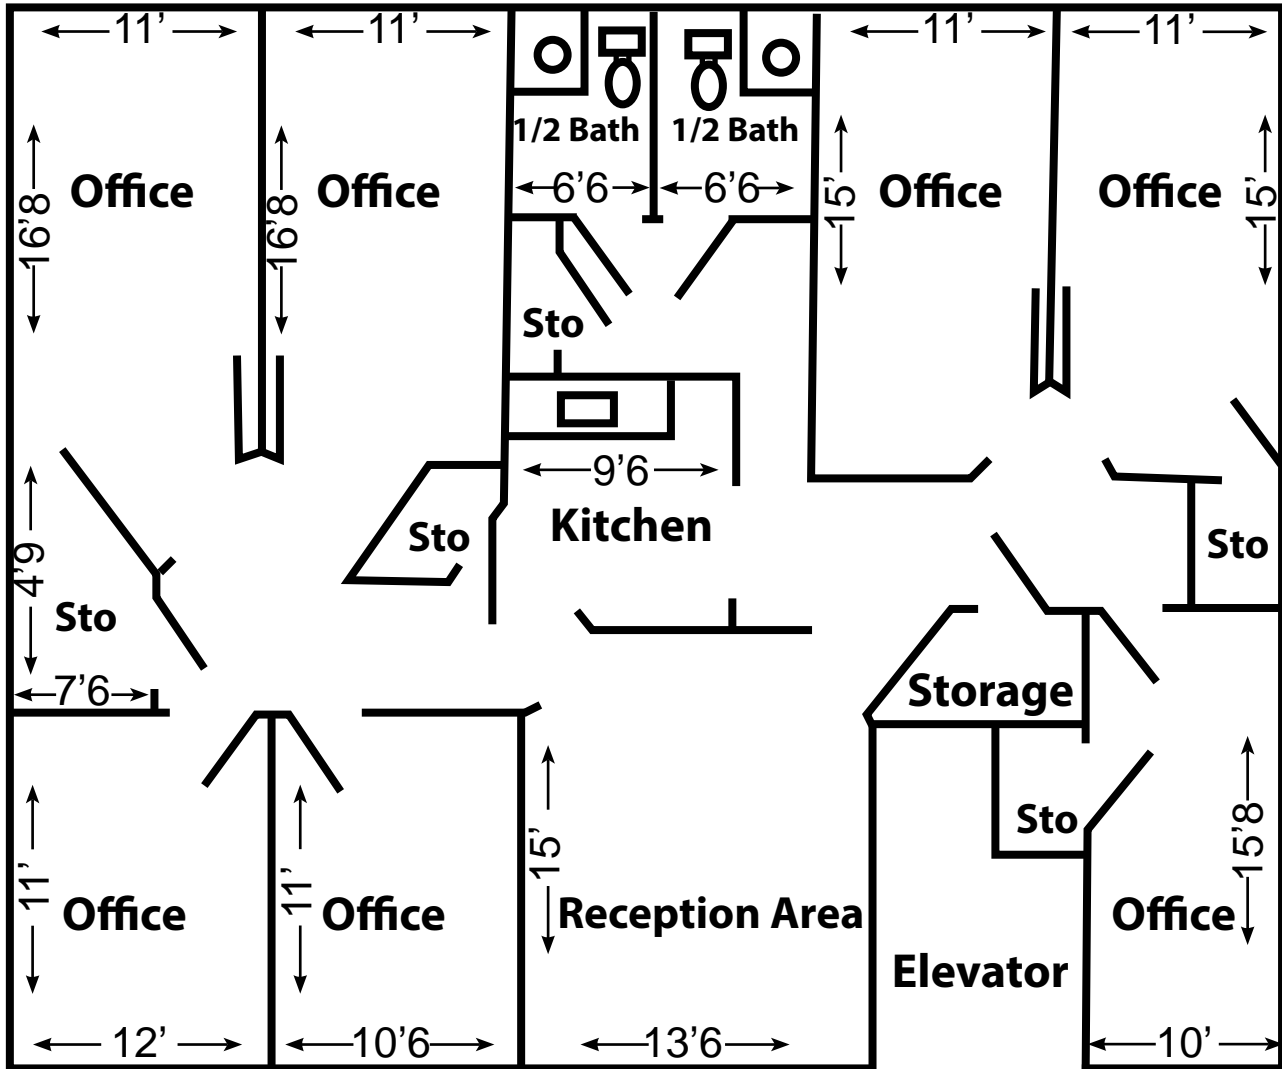 11'
11'
11'
11'
1/2 Bath
1/2 Bath
6'6
6'6
Office
Office
Office
Office
16'8
16'8
15'
15'
Sto
9'6
Kitchen
Sto
Sto
4'9
Sto
7'6
Storage
Sto
11'
11'
15'
15'8
Office
Office
Reception Area
Office
Elevator
12'
10'6
13'6
10'